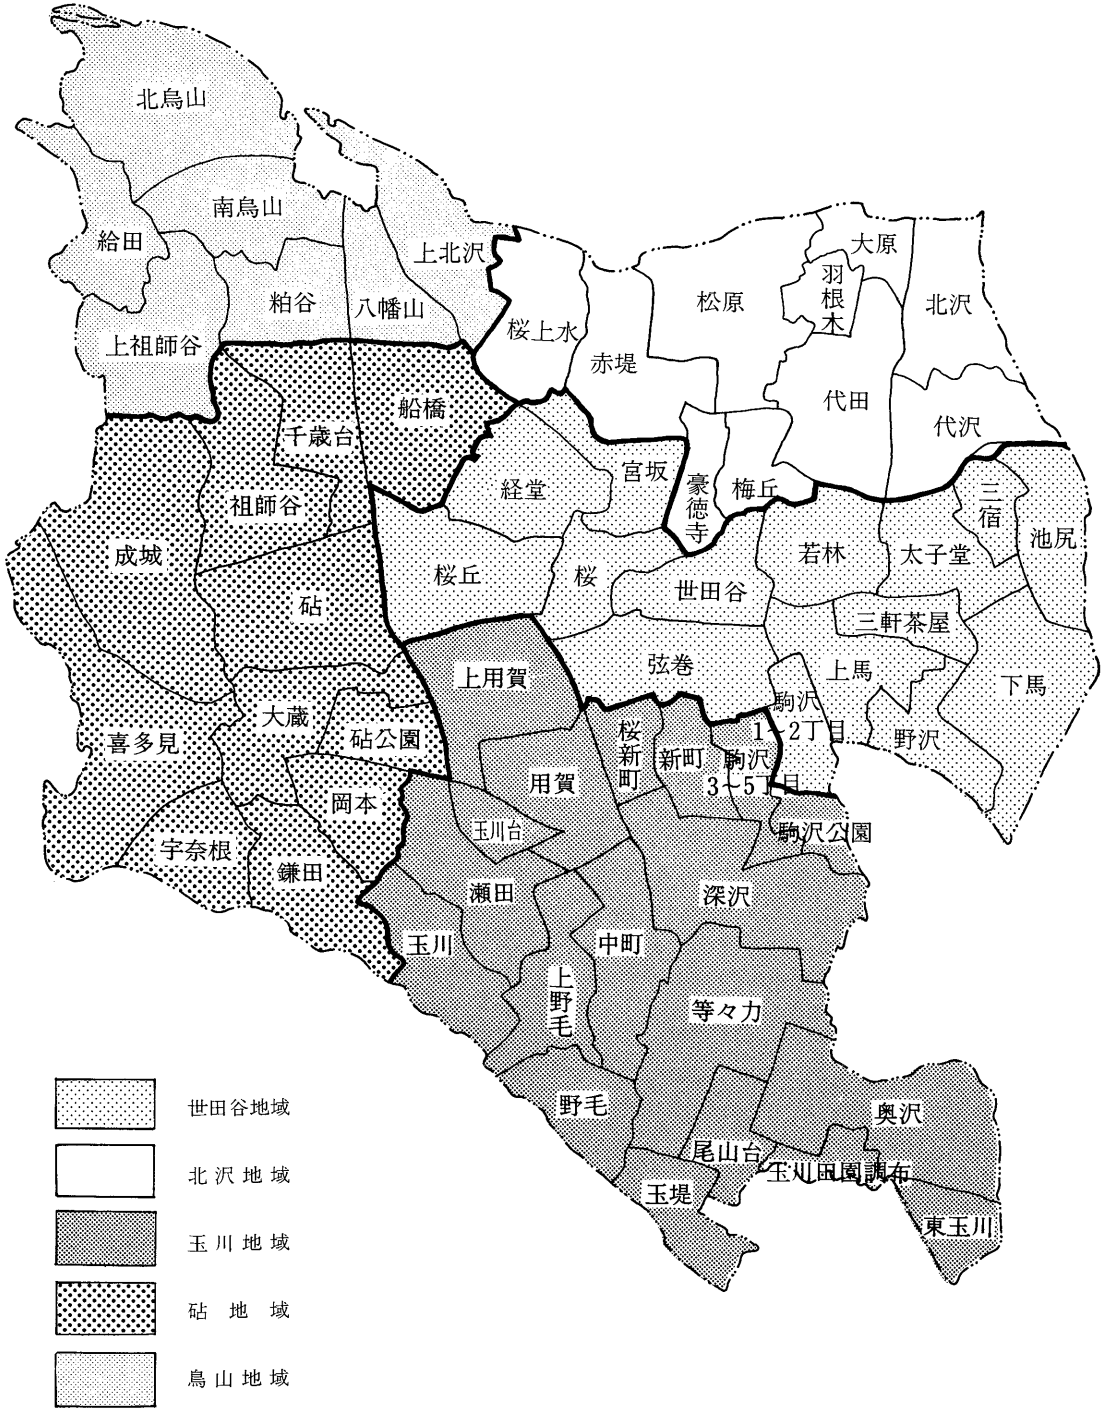 北烏山
南烏山
給田
上北沢
粕谷
八幡山
上祖師谷
桜上水
赤堤
松原
大原
羽根木
北沢
代田
代沢
船橋
千歳台
祖師谷
成城
砧
経堂
宮坂
豪徳寺
梅丘
三宿
池尻
若林
太子堂
桜丘
桜
世田谷
三軒茶屋
上馬
下馬
弦巻
駒沢
1～2丁目
野沢
上用賀
大蔵
砧公園
喜多見
岡本
宇奈根
鎌田
桜新町
新町
駒沢
3～5丁目
用賀
玉川台
駒沢公園
瀬田
深沢
玉川
中町
上野毛
等々力
野毛
奥沢
尾山台
玉川田園調布
玉堤
東玉川
世田谷地域
北沢地域
玉川地域
砧地域
烏山地域